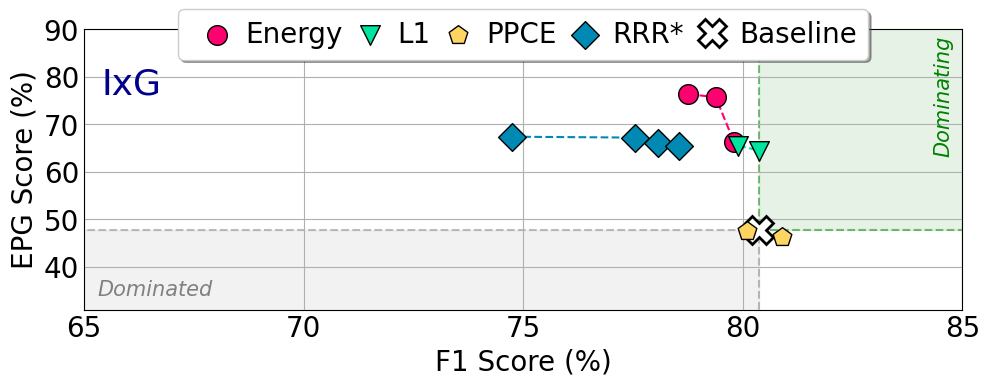 Energy L1 PPCE RRR* Baseline
90
80
70
60
50
40
EPG Score (%)
IxG
Dominating
Dominated
65 70 75 80 85
F1 Score (%)